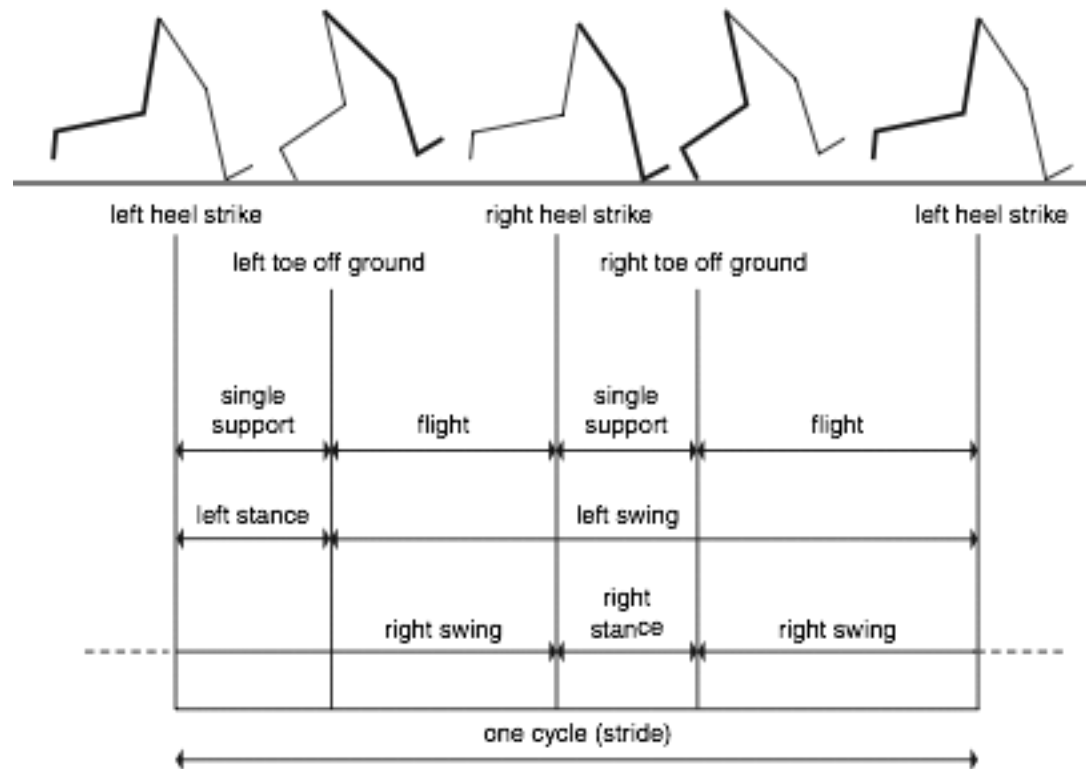 left heel strike
right heel strike
left heel strike
left toe off ground
right toe off ground
single
support
flight
single
support
flight
left stance
left swing
right swing
right
stance
right swing
one cycle (stride)